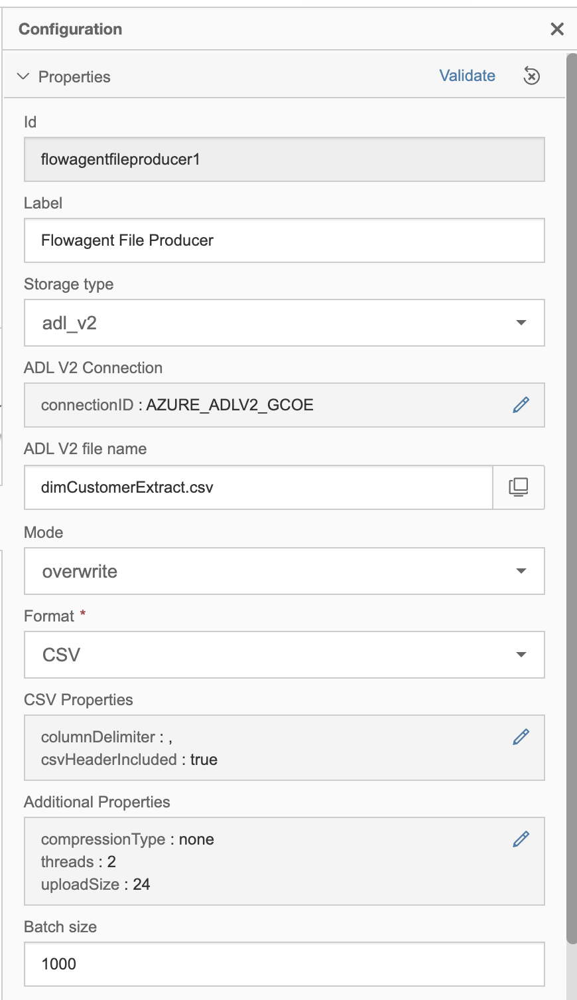 Configuration
Properties
Validate
Id
flowagentfileproducer1
Label
Flowagent File Producer
Storage type
adl_v2
ADL V2 Connection
connectionID : AZURE_ADLV2_GCOE
ADL V2 file name
dimCustomerExtract.csv
Mode
overwrite
Format *
CSV
CSV Properties
columnDelimiter : ,
csvHeaderIncluded : true
Additional Properties
compressionType : none
threads : 2
uploadSize : 24
Batch size
1000